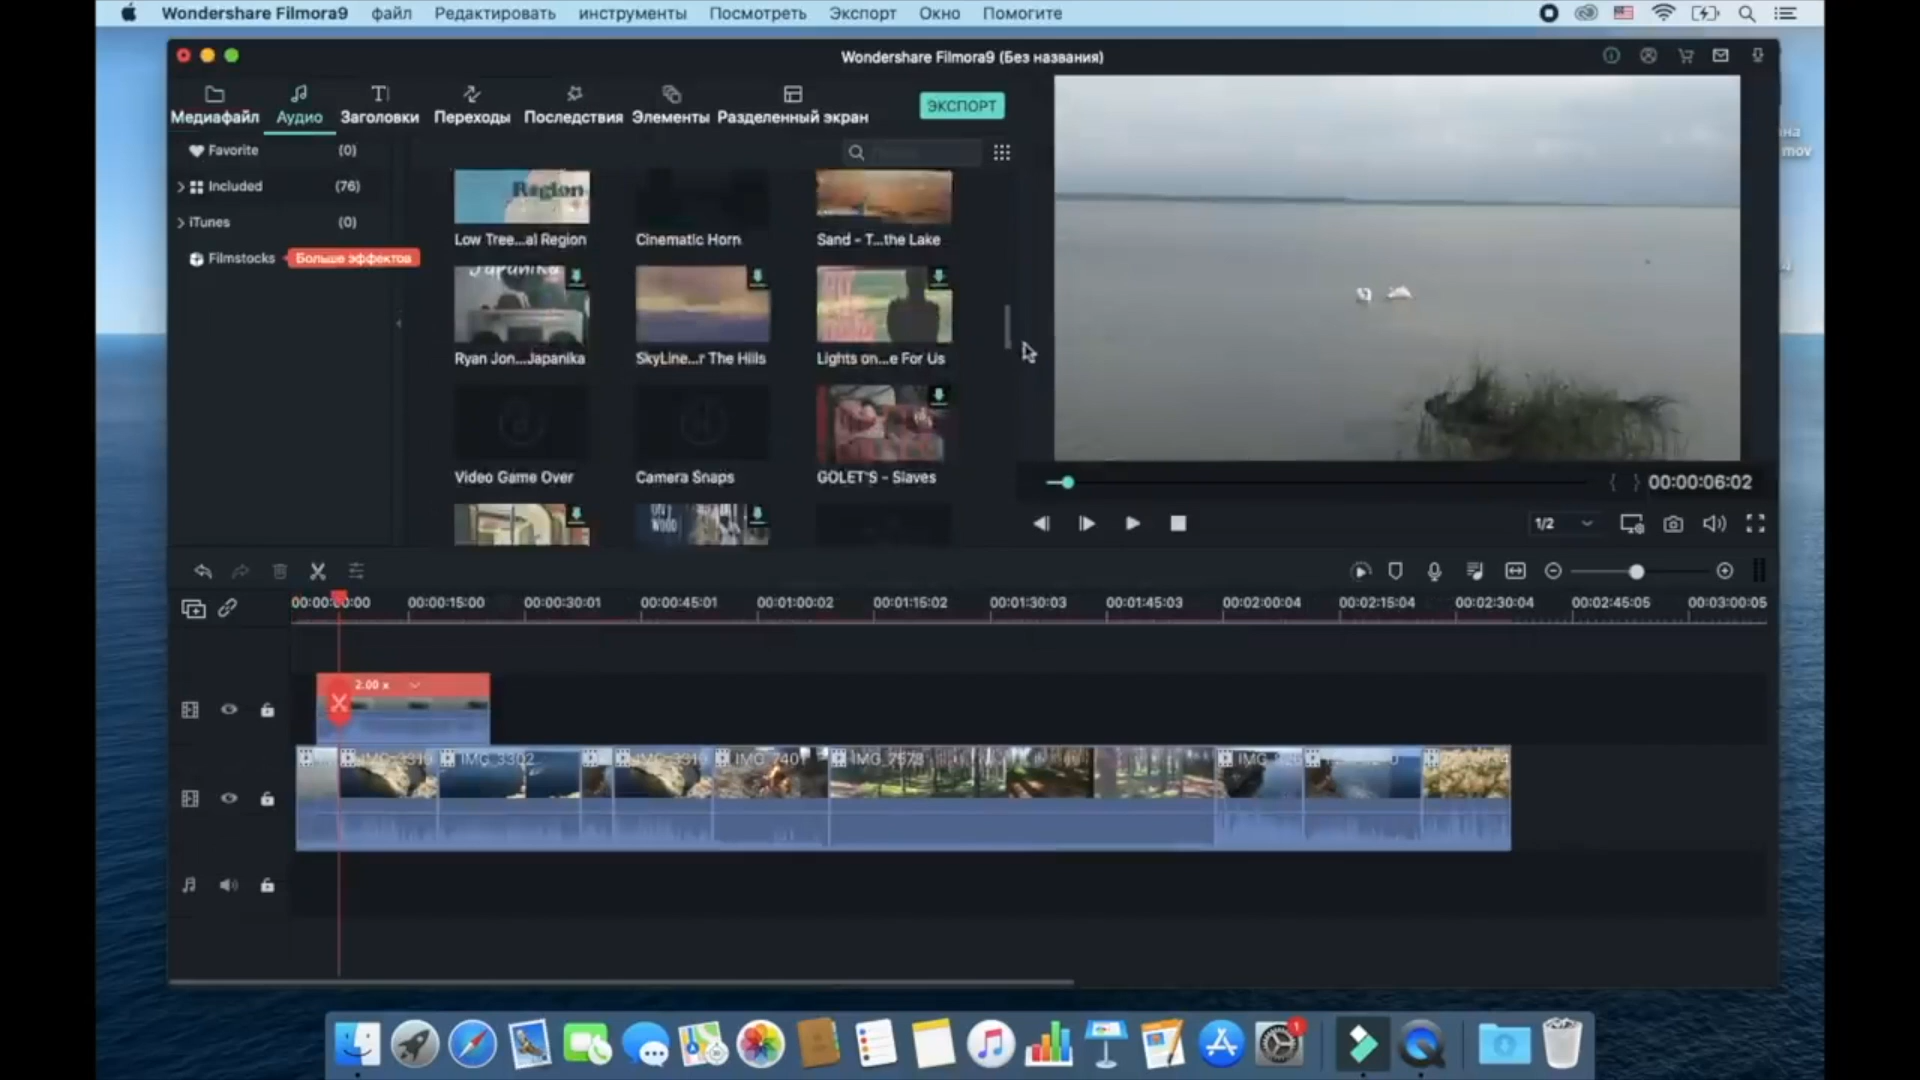 Wondershare Filmora9 файл Редактировать инструменты Посмотреть Экспорт Окно Помогите
Wondershare Filmora9 (Без названия)
Медиафайл Аудио Заголовки Переходы Последствия Элементы Разделенный экран
ЭКСПОРТ
mov
Favorite (0)
Included (76)
iTunes (0)
Filmstocks Больше эффектов
Region
Low Tree...al Region Cinematic Horn Sand - T...the Lake
Ryan Jon...Japanika SkyLine...r The Hills Lights on...e For Us
Video Game Over Camera Snaps GOLET'S - Slaves
{ } 00:00:06:02
1/2
00:00:00:00 00:00:15:00 00:00:30:01 00:00:45:01 00:01:00:02 00:01:15:02 00:01:30:03 00:01:45:03 00:02:00:04 00:02:15:04 00:02:30:04 00:02:45:05 00:03:00:05
2.00 x
IMG_3302 IMG_7401 IMG_7573
1